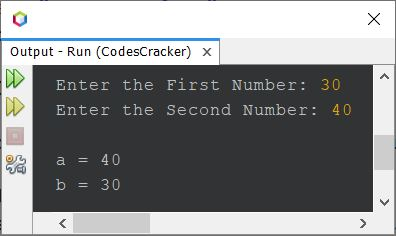 Output - Run (CodesCracker) ×
Enter the First Number: 30
Enter the Second Number: 40
a = 40
b = 30